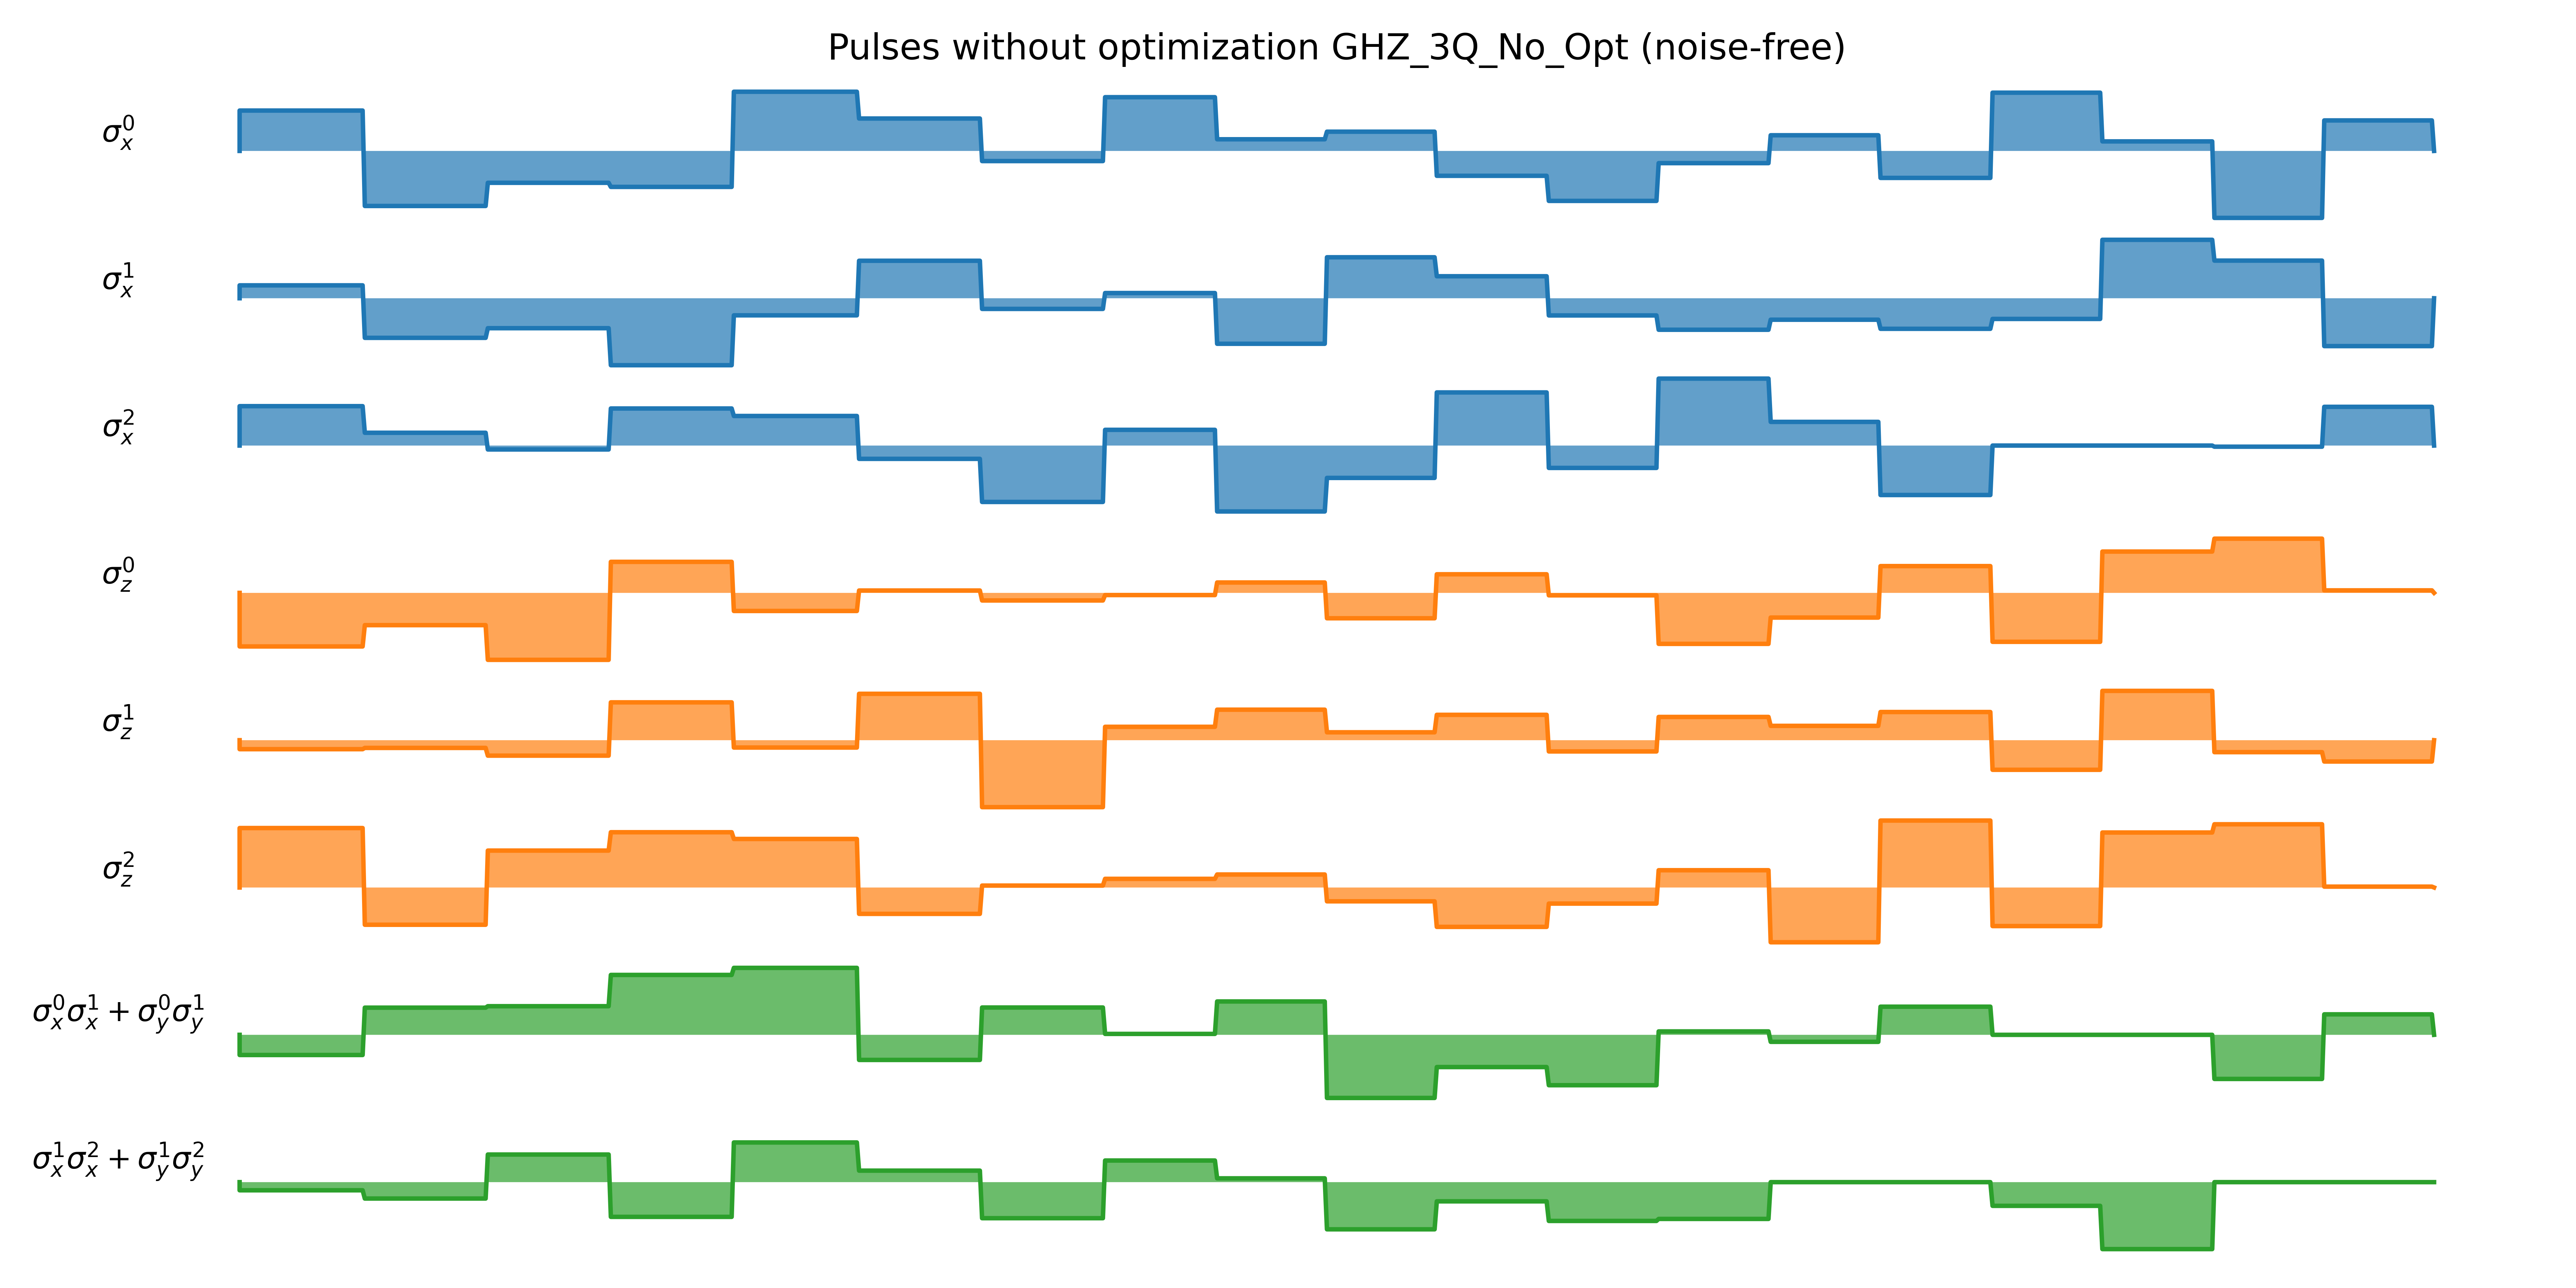 Pulses without optimization GHZ_3Q_No_Opt (noise-free)
σ_x^0
σ_x^1
σ_x^2
σ_z^0
σ_z^1
σ_z^2
σ_x^0σ_x^1 + σ_y^0σ_y^1
σ_x^1σ_x^2 + σ_y^1σ_y^2